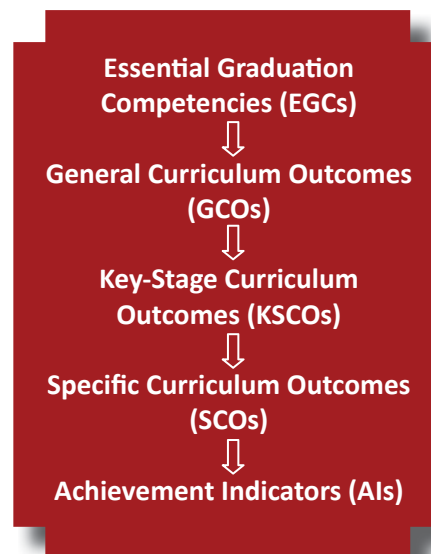 Essential Graduation
Competencies (EGCs)
General Curriculum Outcomes
(GCOs)
Key-Stage Curriculum
Outcomes (KSCOs)
Specific Curriculum Outcomes
(SCOs)
Achievement Indicators (AIs)